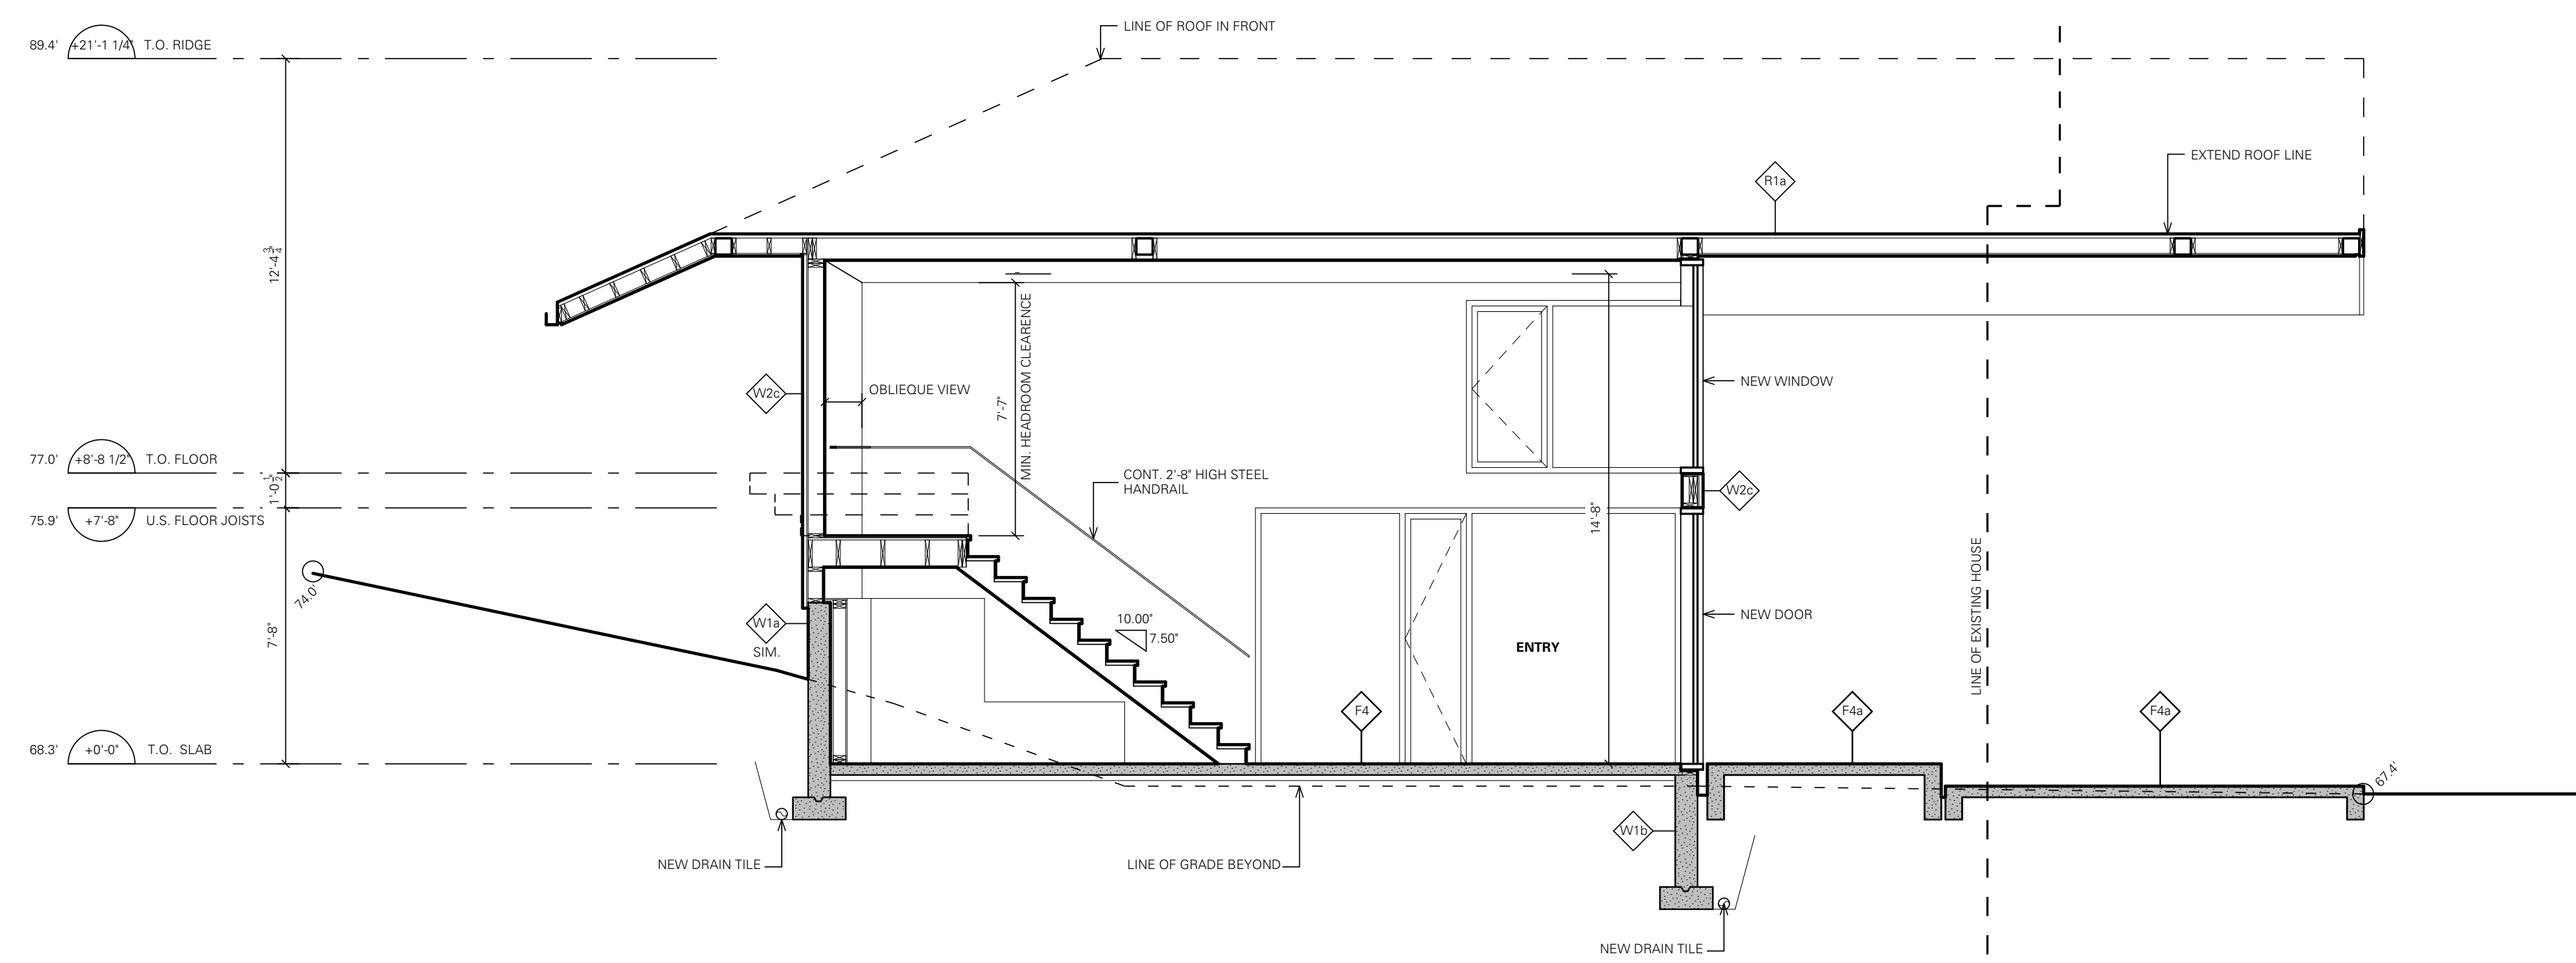 LINE OF ROOF IN FRONT
89.4' +21'-1 1/4" T.O. RIDGE
EXTEND ROOF LINE
R1a
12'-4 3/4"
NEW WINDOW
W2c
OBLIEQUE VIEW
7'-7"
MIN. HEADROOM CLEARENCE
77.0' +8'-8 1/2" T.O. FLOOR
CONT. 2'-8" HIGH STEEL
HANDRAIL
W2c
1'-0 1/2"
14'-8"
75.9' +7'-8" U.S. FLOOR JOISTS
74.0'
LINE OF EXISTING HOUSE
NEW DOOR
W1a
SIM.
10.00"
7.50"
7'-8"
ENTRY
F4
F4a
F4a
68.3' +0'-0" T.O. SLAB
67.4'
W1b
NEW DRAIN TILE
LINE OF GRADE BEYOND
NEW DRAIN TILE